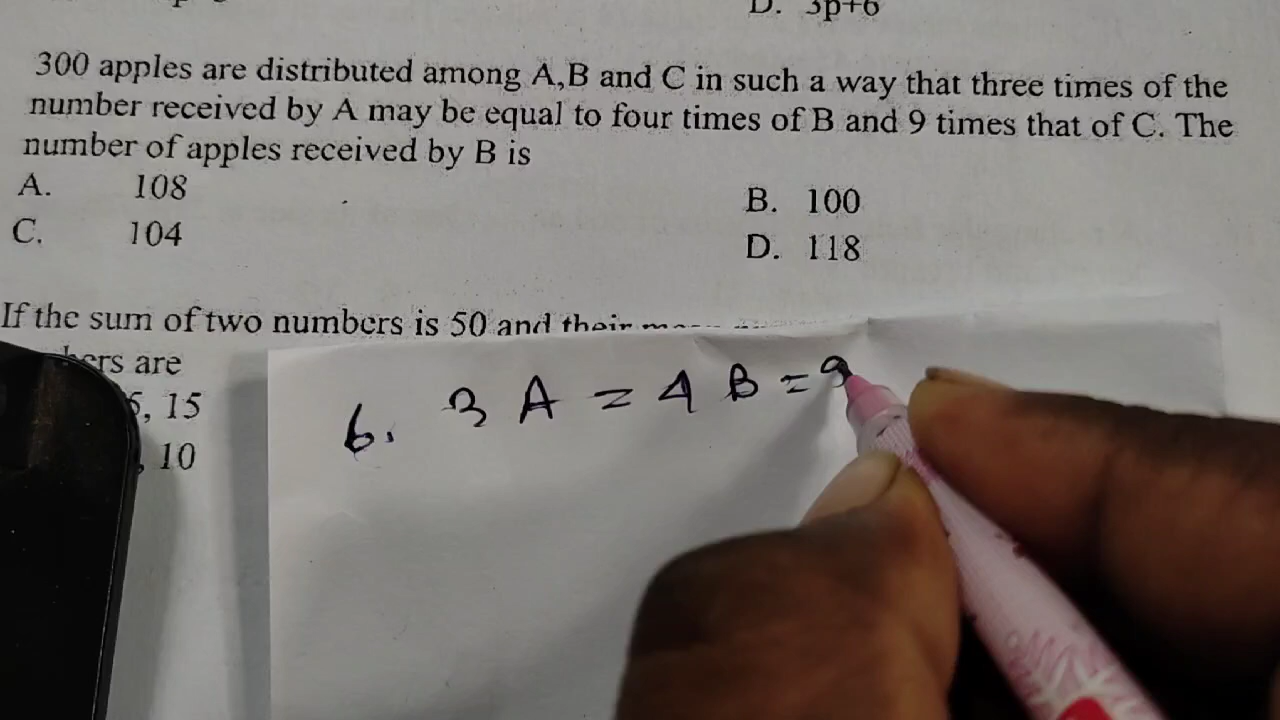 D. 3p+6
300 apples are distributed among A,B and C in such a way that three times of the
number received by A may be equal to four times of B and 9 times that of C. The
number of apples received by B is
A. 108
B. 100
C. 104
D. 118
If the sum of two numbers is 50 and their
are
5, 15
, 10
6. 3 A = 4 B = 9